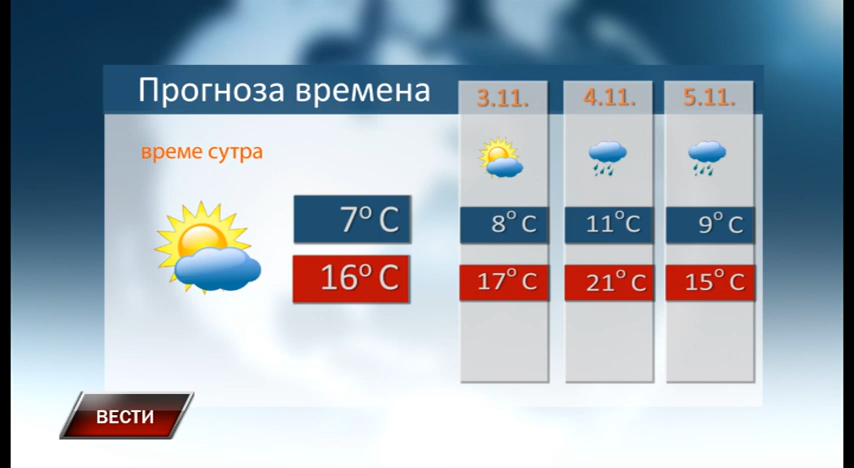 Прогноза времена
време сутра
7° C
16° C
3.11.
8° C
17° C
4.11.
11°C
21° C
5.11.
9° C
15° C
ВЕСТИ